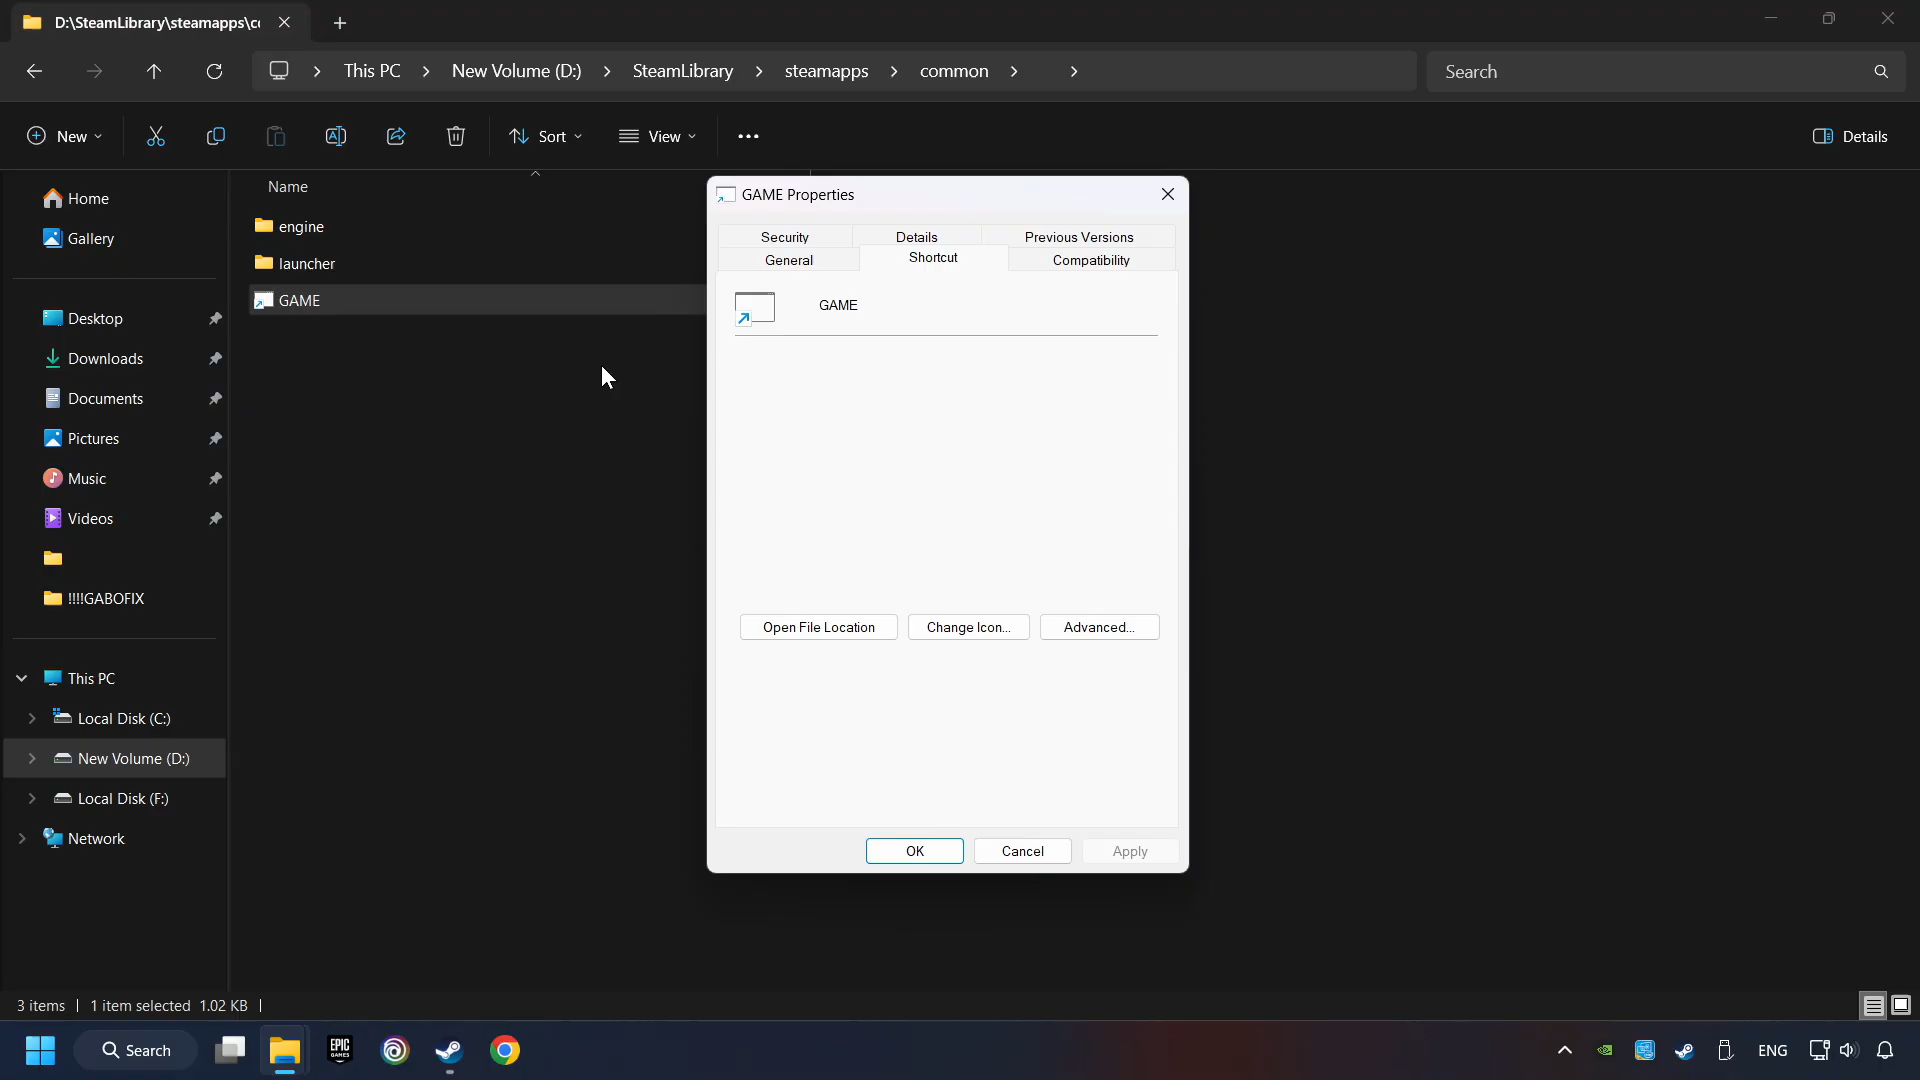 D:\SteamLibrary\steamapps\c
This PC
New Volume (D:)
SteamLibrary
steamapps
common
Search
New
Sort
View
Details
Home
Gallery
Desktop
Downloads
Documents
Pictures
Music
Videos
!!!!GABOFIX
This PC
Local Disk (C:)
New Volume (D:)
Local Disk (F:)
Network
Name
engine
launcher
GAME
GAME Properties
Security
Details
Previous Versions
General
Shortcut
Compatibility
GAME
Open File Location
Change Icon...
Advanced...
OK
Cancel
Apply
3 items
1 item selected 1.02 KB
Search
EPIC
GAMES
ENG